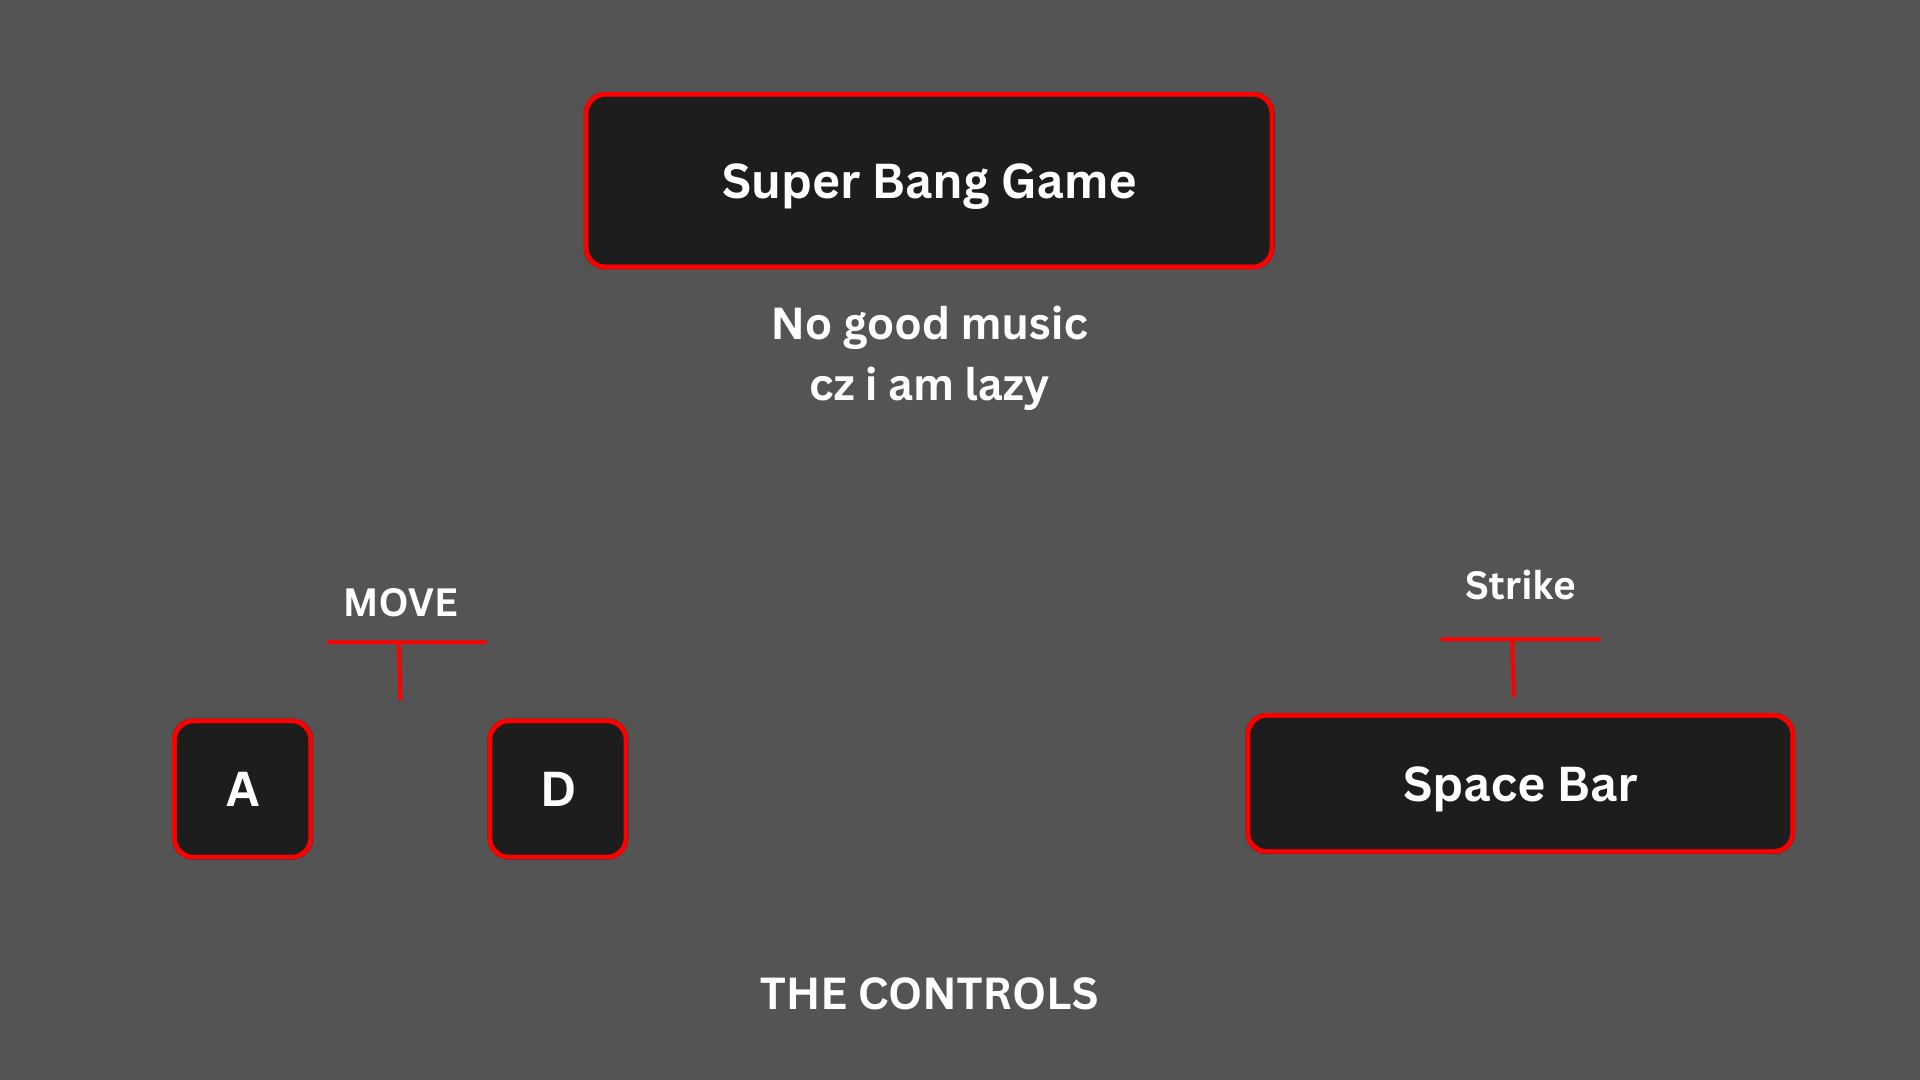 Super Bang Game
No good music
cz i am lazy
MOVE
Strike
A
D
Space Bar
THE CONTROLS